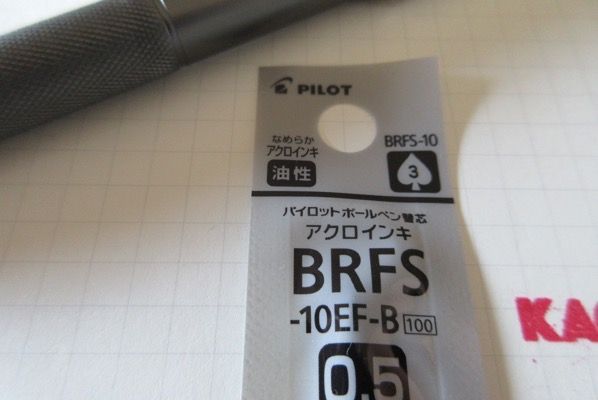 PILOT
なめらか
アクロインキ
油性
BRFS-10
3
パイロットボールペン替芯
アクロインキ
BRFS
-10EF-B 100
0.5